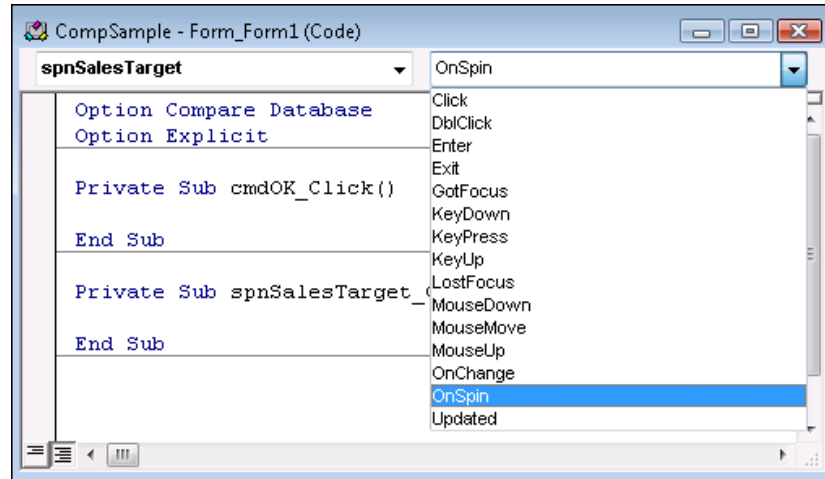 CompSample - Form_Form1 (Code)
spnSalesTarget OnSpin
Option Compare Database
Option Explicit
Private Sub cmdOK_Click()
End Sub
Private Sub spnSalesTarget_
End Sub
Click
DblClick
Enter
Exit
GotFocus
KeyDown
KeyPress
KeyUp
LostFocus
MouseDown
MouseMove
MouseUp
OnChange
OnSpin
Updated